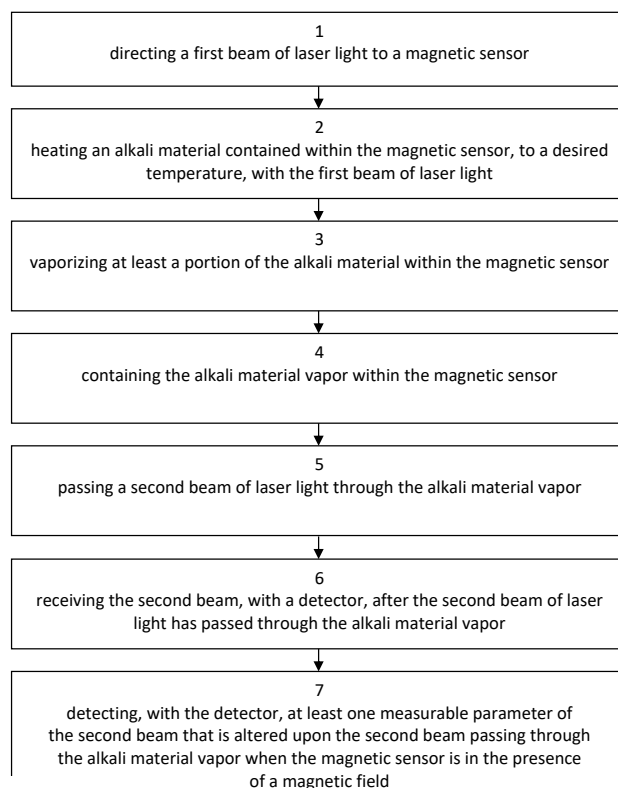 1
directing a first beam of laser light to a magnetic sensor
2
heating an alkali material contained within the magnetic sensor, to a desired
temperature, with the first beam of laser light
3
vaporizing at least a portion of the alkali material within the magnetic sensor
4
containing the alkali material vapor within the magnetic sensor
5
passing a second beam of laser light through the alkali material vapor
6
receiving the second beam, with a detector, after the second beam of laser
light has passed through the alkali material vapor
7
detecting, with the detector, at least one measurable parameter of
the second beam that is altered upon the second beam passing through
the alkali material vapor when the magnetic sensor is in the presence
of a magnetic field